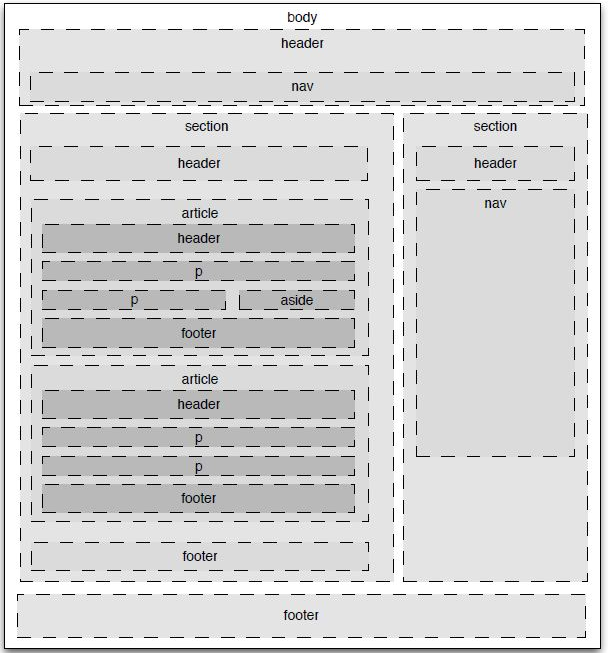 body
header
nav
section
header
article
header
p
p
aside
footer
article
header
p
p
footer
footer
section
header
nav
footer